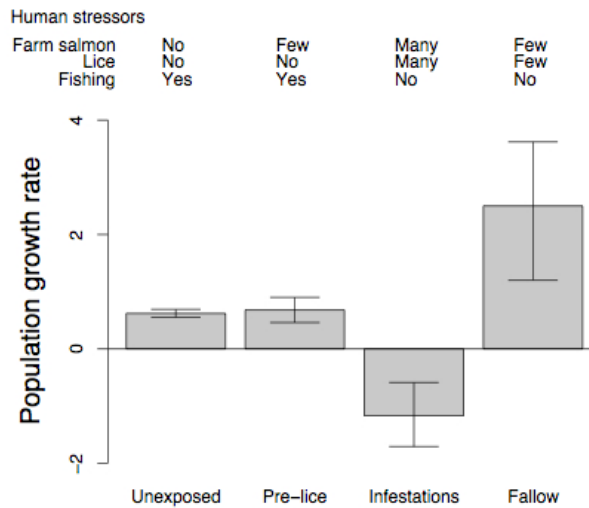 Human stressors
Farm salmon No Few Many Few
Lice No No Many Few
Fishing Yes Yes No No
4
2
0
−2
Population growth rate
Unexposed Pre−lice Infestations Fallow